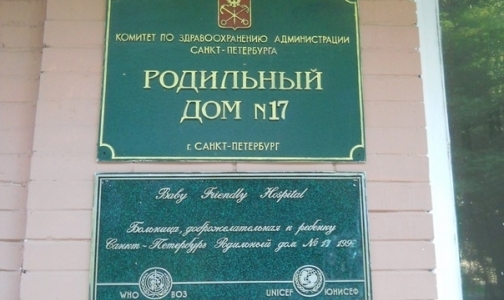 КОМИТЕТ ПО ЗДРАВООХРАНЕНИЮ АДМИНИСТРАЦИИ
САНКТ-ПЕТЕРБУРГА
РОДИЛЬНЫЙ
ДОМ №17
г. САНКТ-ПЕТЕРБУРГ
Baby Friendly Hospital
Больница, доброжелательная к ребенку
Санкт-Петербург Родильный дом № 17
WHO ВОЗ UNICEF ЮНИСЕФ